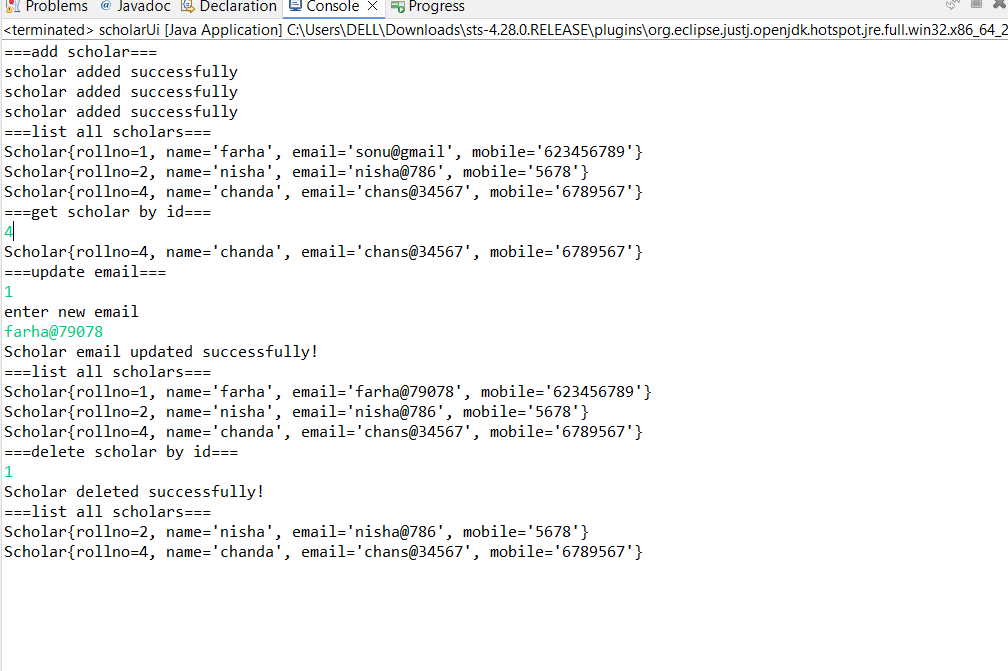 Problems @ Javadoc Declaration Console Progress
<terminated> scholarUi [Java Application] C:\Users\DELL\Downloads\sts-4.28.0.RELEASE\plugins\org.eclipse.justj.openjdk.hotspot.jre.full.win32.x86_64_2
===add scholar===
scholar added successfully
scholar added successfully
scholar added successfully
===list all scholars===
Scholar{rollno=1, name='farha', email='sonu@gmail', mobile='623456789'}
Scholar{rollno=2, name='nisha', email='nisha@786', mobile='5678'}
Scholar{rollno=4, name='chanda', email='chans@34567', mobile='6789567'}
===get scholar by id===
4
Scholar{rollno=4, name='chanda', email='chans@34567', mobile='6789567'}
===update email===
1
enter new email
farha@79078
Scholar email updated successfully!
===list all scholars===
Scholar{rollno=1, name='farha', email='farha@79078', mobile='623456789'}
Scholar{rollno=2, name='nisha', email='nisha@786', mobile='5678'}
Scholar{rollno=4, name='chanda', email='chans@34567', mobile='6789567'}
===delete scholar by id===
1
Scholar deleted successfully!
===list all scholars===
Scholar{rollno=2, name='nisha', email='nisha@786', mobile='5678'}
Scholar{rollno=4, name='chanda', email='chans@34567', mobile='6789567'}